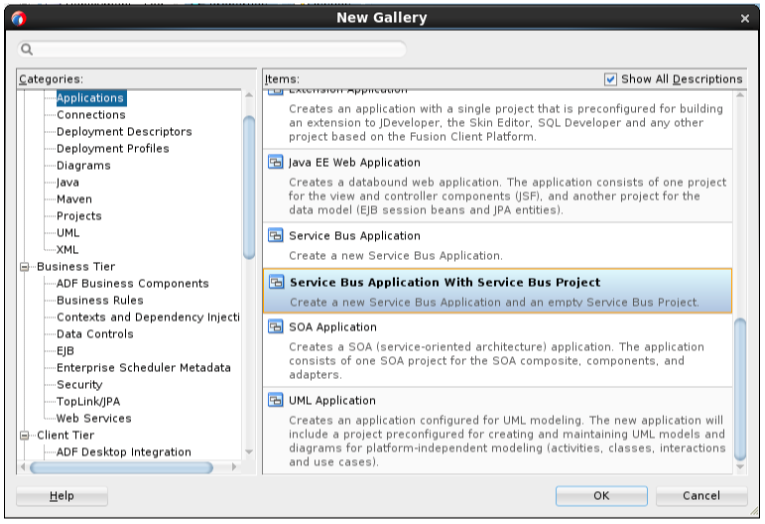 New Gallery
Categories:
Applications
Connections
Deployment Descriptors
Deployment Profiles
Diagrams
Java
Maven
Projects
UML
XML
Business Tier
ADF Business Components
Business Rules
Contexts and Dependency Injecti
Data Controls
EJB
Enterprise Scheduler Metadata
Security
TopLink/JPA
Web Services
Client Tier
ADF Desktop Integration
Items:
Show All Descriptions
Extension Application
Creates an application with a single project that is preconfigured for building
an extension to JDeveloper, the Skin Editor, SQL Developer and any other
project based on the Fusion Client Platform.
Java EE Web Application
Creates a databound web application. The application consists of one project
for the view and controller components (JSF), and another project for the
data model (EJB session beans and JPA entities).
Service Bus Application
Create a new Service Bus Application.
Service Bus Application With Service Bus Project
Create a new Service Bus Application and an empty Service Bus Project.
SOA Application
Creates a SOA (service-oriented architecture) application. The application
consists of one SOA project for the SOA composite, components, and
adapters.
UML Application
Creates an application configured for UML modeling. The new application will
include a project preconfigured for creating and maintaining UML models and
diagrams for platform-independent modeling (activities, classes, interactions
and use cases).
Help
OK
Cancel